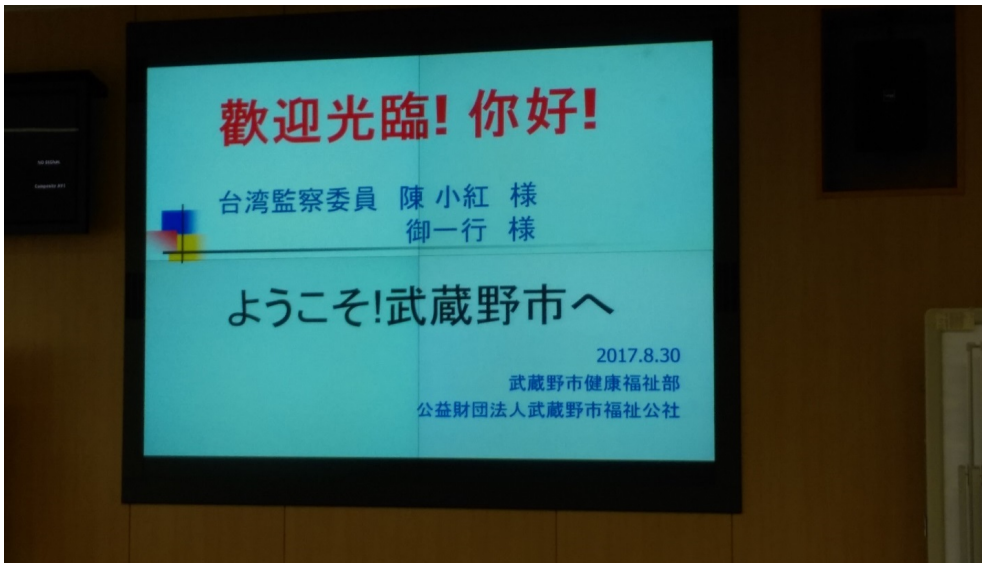 歡迎光臨! 你好!
台湾監察委員 陳 小紅 様
御一行 様
ようこそ!武蔵野市へ
2017.8.30
武蔵野市健康福祉部
公益財団法人武蔵野市福祉公社